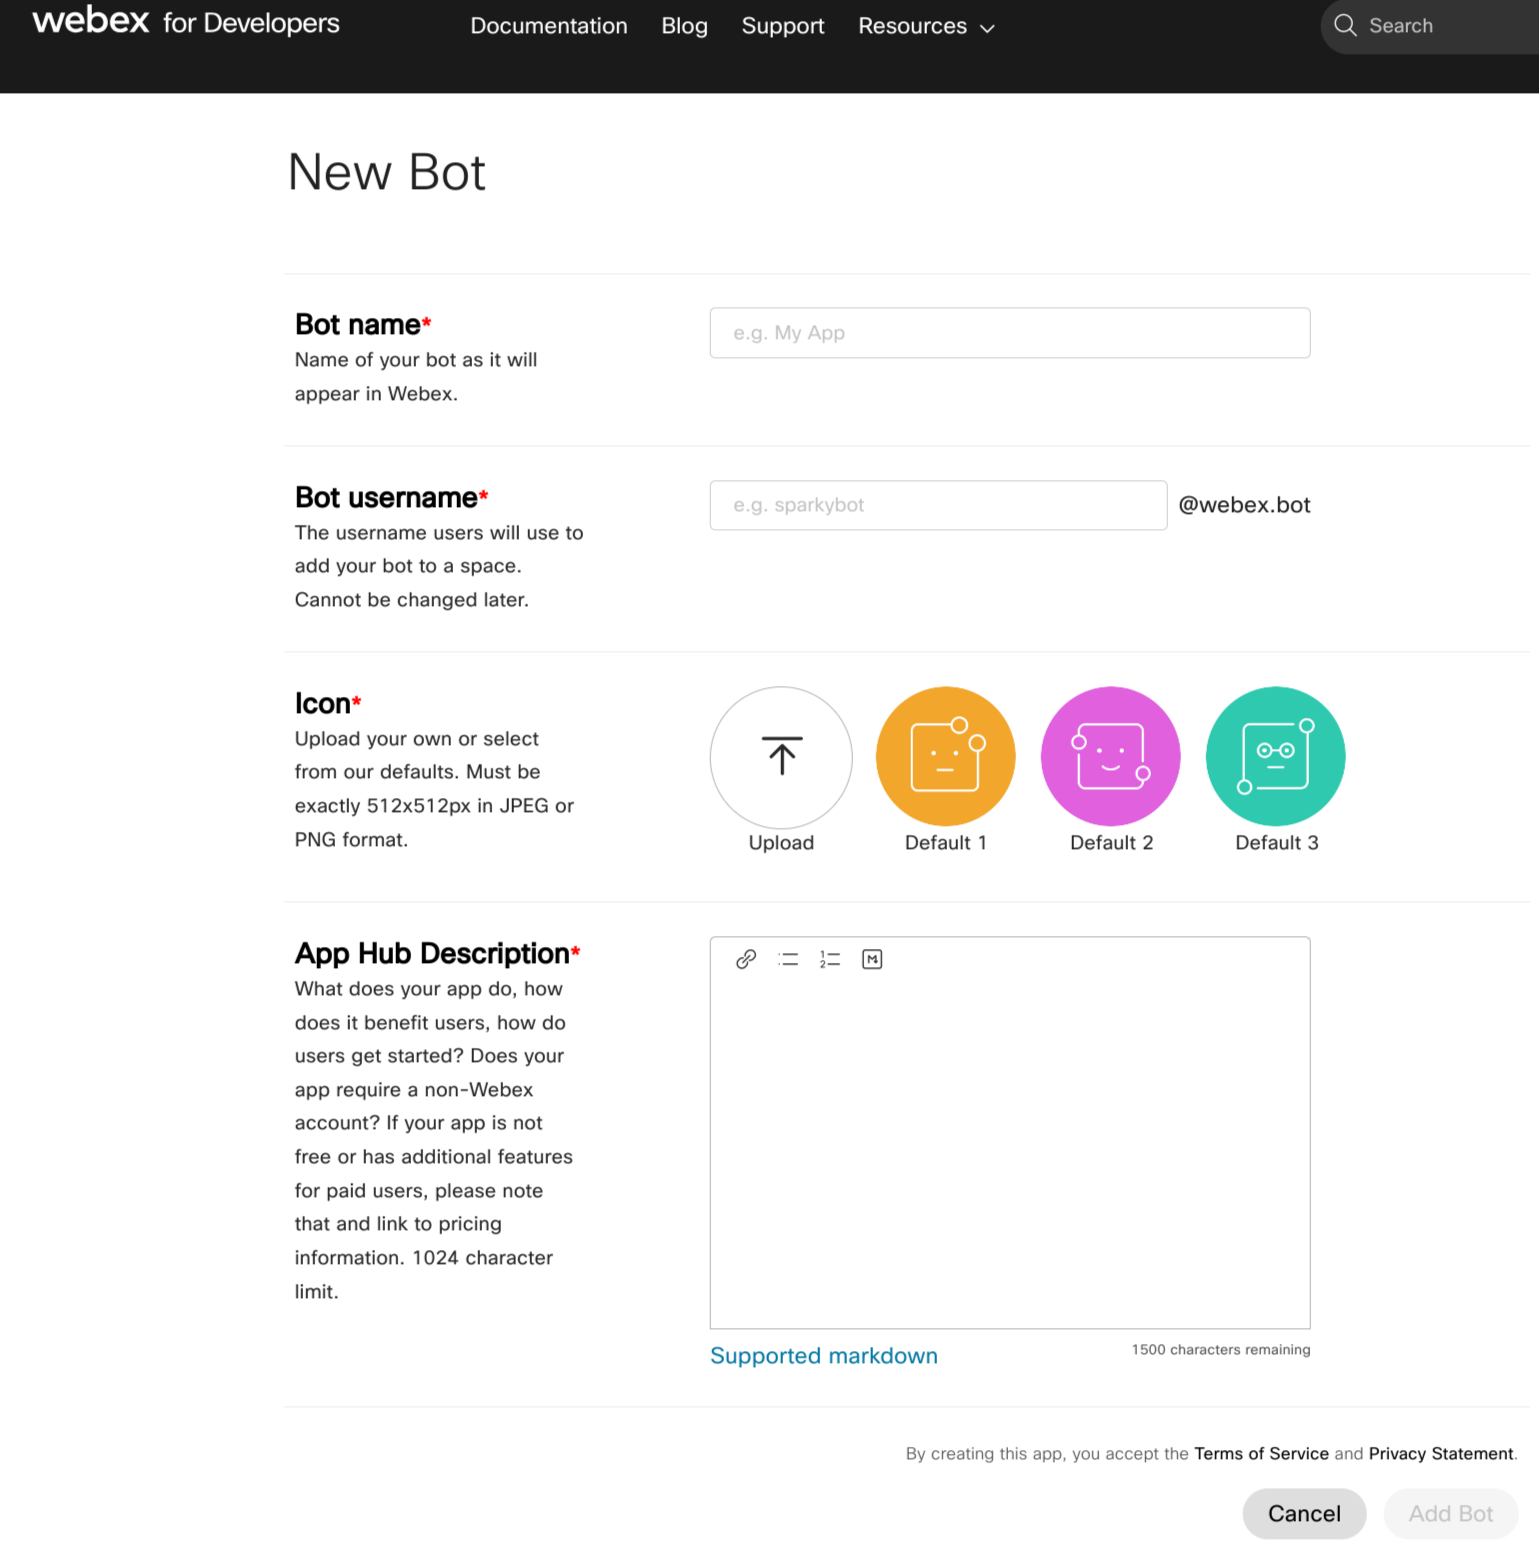 webex for Developers Documentation Blog Support Resources Search
New Bot
Bot name*
Name of your bot as it will
appear in Webex.
e.g. My App
Bot username*
The username users will use to
add your bot to a space.
Cannot be changed later.
e.g. sparkybot @webex.bot
Icon*
Upload your own or select
from our defaults. Must be
exactly 512x512px in JPEG or
PNG format.
Upload Default 1 Default 2 Default 3
App Hub Description*
What does your app do, how
does it benefit users, how do
users get started? Does your
app require a non-Webex
account? If your app is not
free or has additional features
for paid users, please note
that and link to pricing
information. 1024 character
limit.
Supported markdown 1500 characters remaining
By creating this app, you accept the Terms of Service and Privacy Statement.
Cancel Add Bot